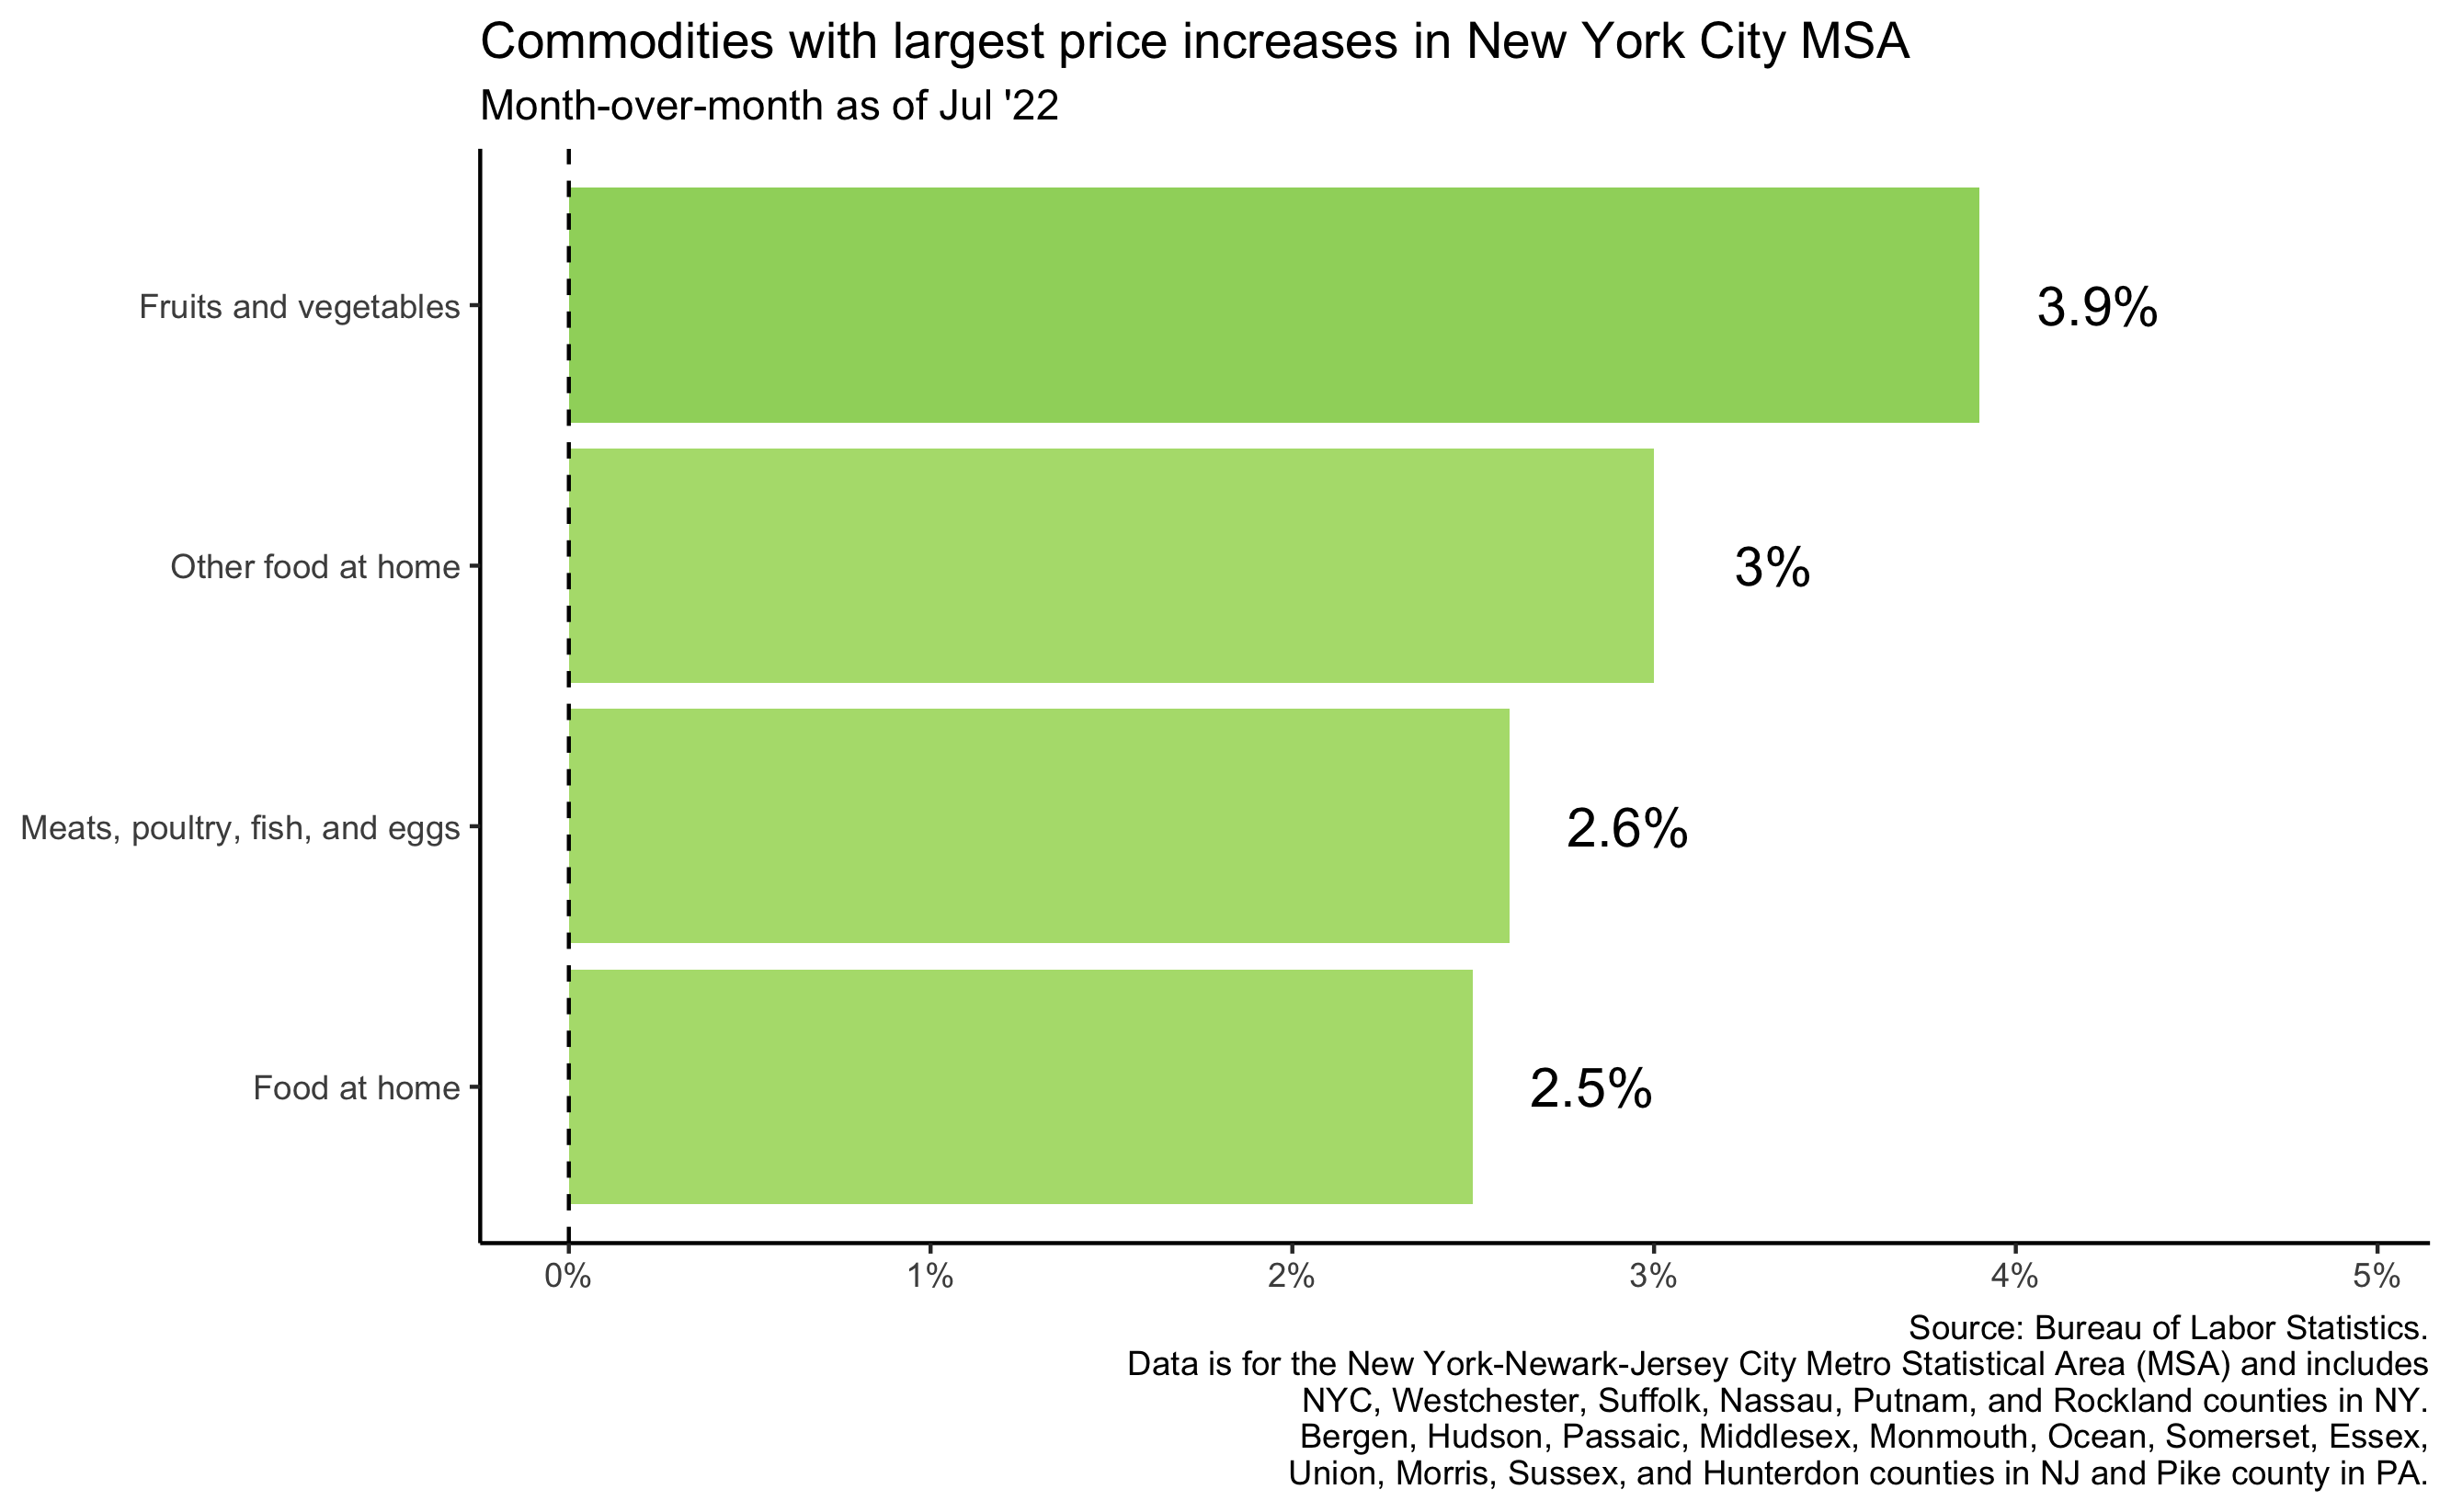 Commodities with largest price increases in New York City MSA
Month-over-month as of Jul '22
Fruits and vegetables
3.9%
Other food at home
3%
Meats, poultry, fish, and eggs
2.6%
Food at home
2.5%
0% 1% 2% 3% 4% 5%
Source: Bureau of Labor Statistics.
Data is for the New York-Newark-Jersey City Metro Statistical Area (MSA) and includes
NYC, Westchester, Suffolk, Nassau, Putnam, and Rockland counties in NY.
Bergen, Hudson, Passaic, Middlesex, Monmouth, Ocean, Somerset, Essex,
Union, Morris, Sussex, and Hunterdon counties in NJ and Pike county in PA.